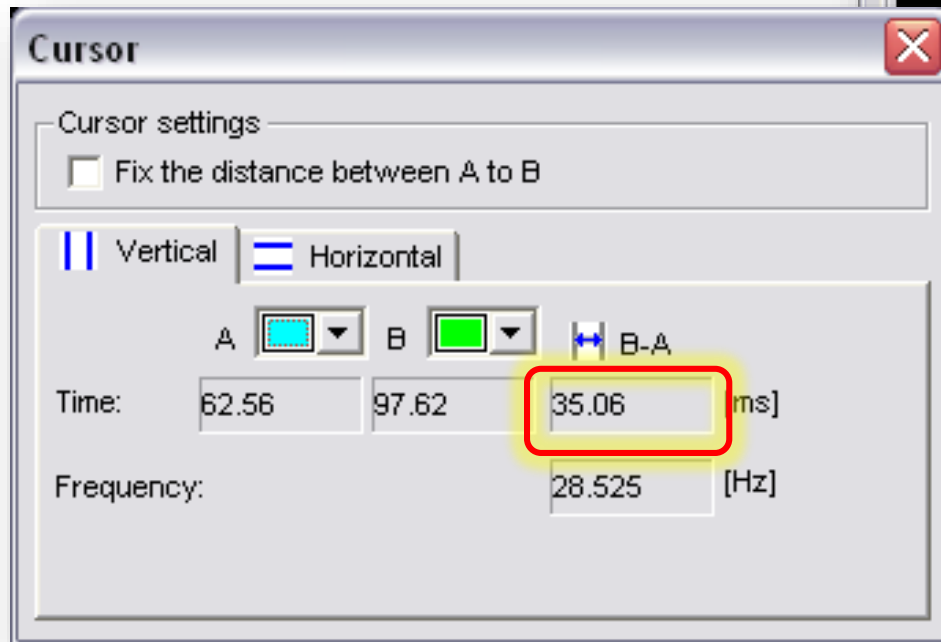 Cursor
Cursor settings
Fix the distance between A to B
Vertical Horizontal
A B B-A
Time: 62.56 97.62 35.06 [ms]
Frequency: 28.525 [Hz]